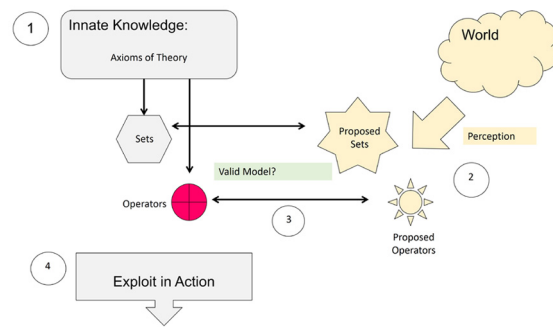 1
Innate Knowledge:
Axioms of Theory
World
Sets
Proposed
Sets
Perception
Valid Model?
2
Operators
3
Proposed
Operators
4
Exploit in Action